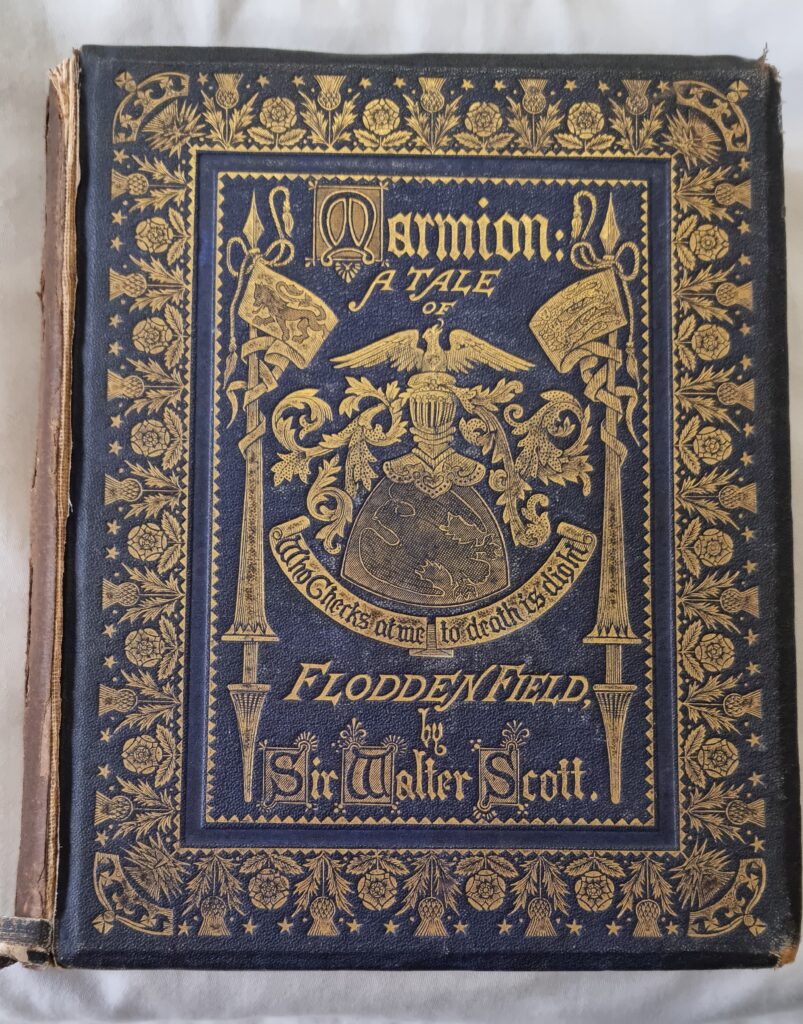 Marmion:
A TALE
OF
Who Checks at me to death is dight
FLODDEN FIELD,
by
Sir Walter Scott.